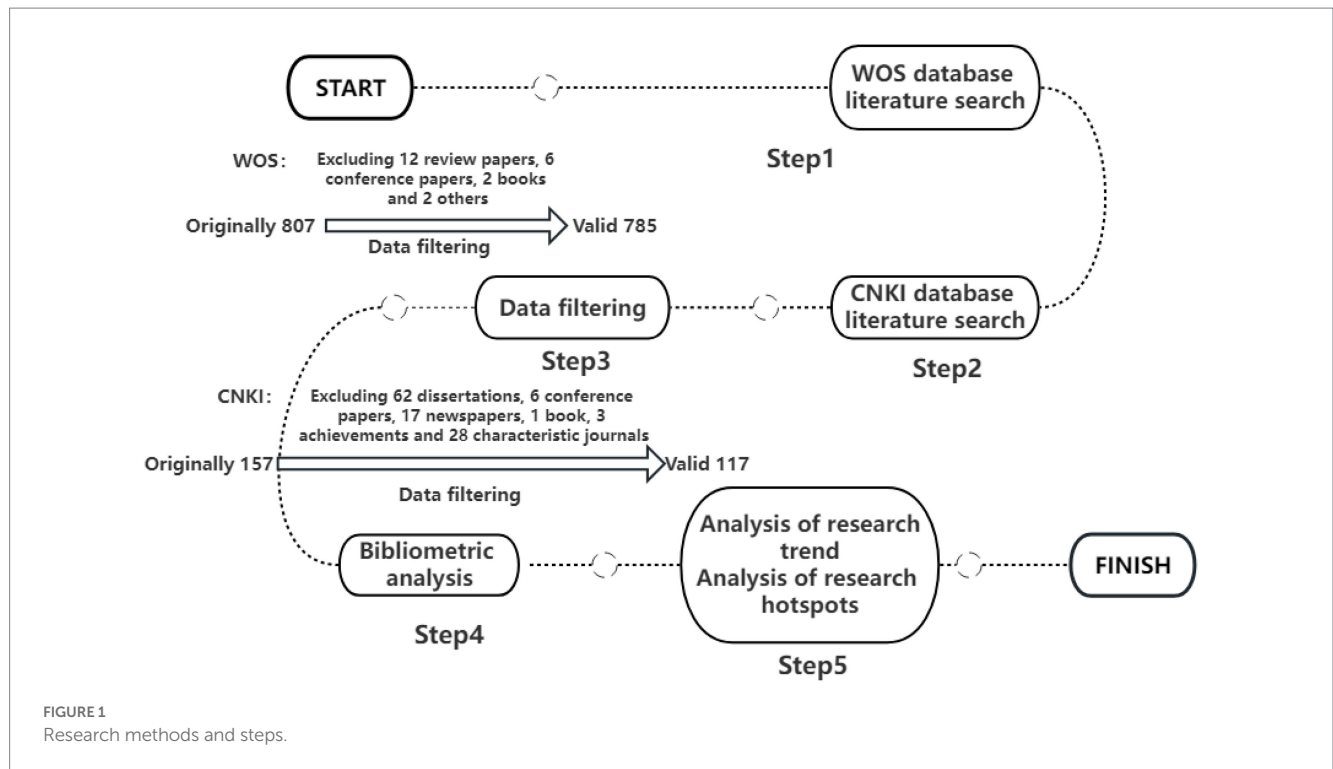 START
WOS database
literature search
Step1
WOS:
Excluding 12 review papers, 6
conference papers, 2 books
and 2 others
Originally 807
Valid 785
Data filtering
Data filtering
Step3
CNKI database
literature search
Step2
CNKI:
Excluding 62 dissertations, 6 conference
papers, 17 newspapers, 1 book, 3
achievements and 28 characteristic journals
Originally 157
Valid 117
Data filtering
Bibliometric
analysis
Step4
Analysis of research
trend
Analysis of research
hotspots
Step5
FINISH
FIGURE 1
Research methods and steps.